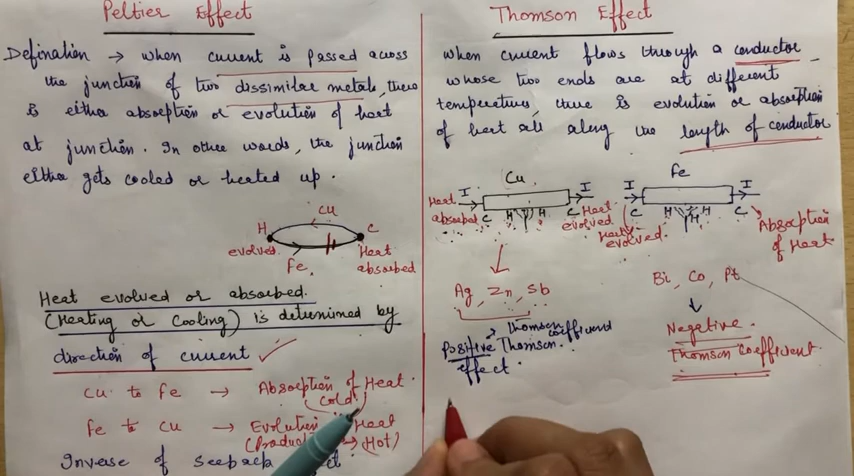 Peltier Effect
Defination → when current is passed across
the junction of two dissimilar metals, there
is either absorption or evolution of heat
at junction. In other words, the junction
either gets cooled or heated up.
Cu
H
C
evolved
Heat
absorbed
Fe
Heat evolved or absorbed.
(Heating or Cooling) is determined by
direction of current
Cu to Fe → Absorption of Heat.
Cold
Fe to Cu → Evolution Heat
(Hot)
Inverse of
Thomson Effect
when current flows through a conductor
whose two ends are at different
temperature, there is evolution or absorption
of heat along the length of conductor
Cu
I
I
Heat
absorbed
C
H
H
C
Heat
evolved
Fe
I
I
C
H
H
C
evolved.
Absorption
of Heat
Ag, Zn, Sb
Thomson coefficient
Positive Thomson
effect.
Bi, Co, Pt
Negative
Thomson coefficient